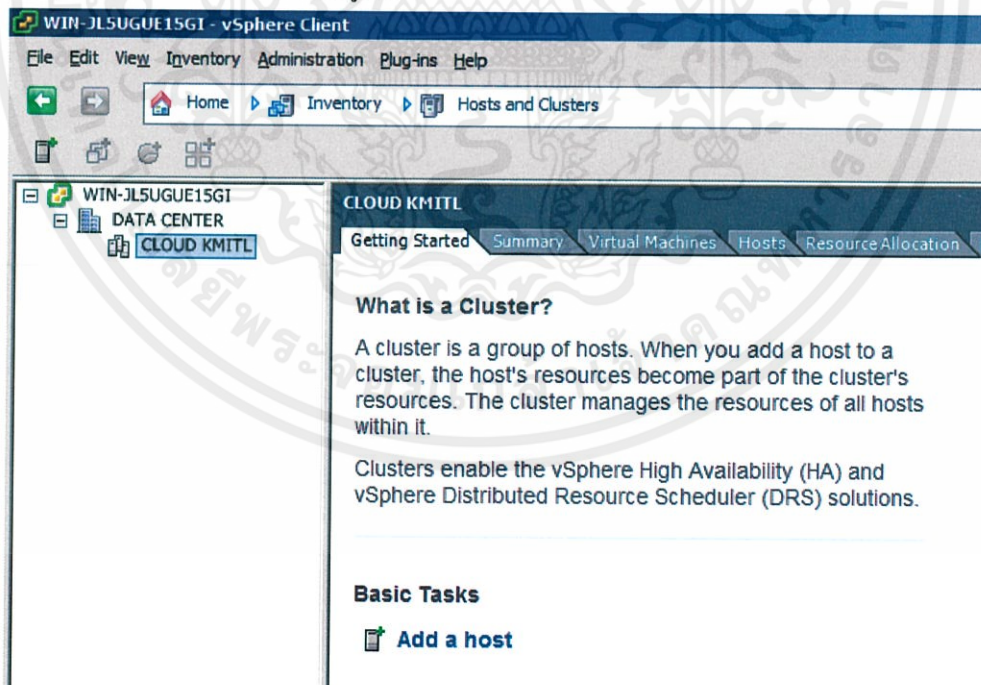 WIN-JL5UGUE15GI - vSphere Client
File Edit View Inventory Administration Plug-ins Help
Home Inventory Hosts and Clusters
WIN-JL5UGUE15GI
DATA CENTER
CLOUD KMITL
CLOUD KMITL
Getting Started Summary Virtual Machines Hosts Resource Allocation
What is a Cluster?
A cluster is a group of hosts. When you add a host to a
cluster, the host's resources become part of the cluster's
resources. The cluster manages the resources of all hosts
within it.
Clusters enable the vSphere High Availability (HA) and
vSphere Distributed Resource Scheduler (DRS) solutions.
Basic Tasks
Add a host